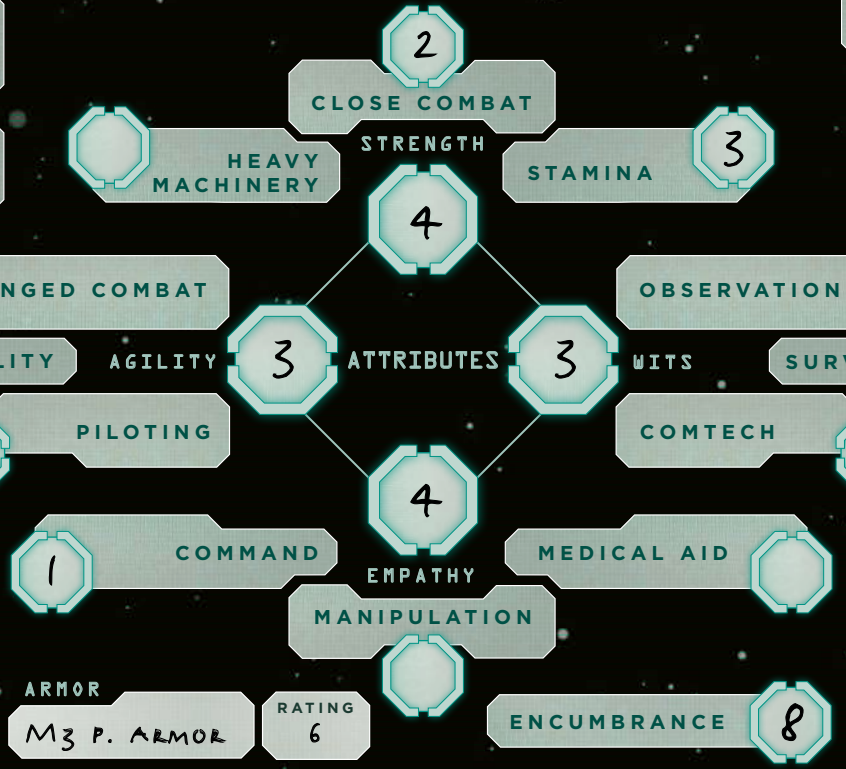 2
CLOSE COMBAT
STRENGTH
HEAVY
MACHINERY
STAMINA
3
4
NGED COMBAT
OBSERVATION
LITY
AGILITY
3
ATTRIBUTES
3
WITS
SURV
PILOTING
COMTECH
4
1
COMMAND
MEDICAL AID
EMPATHY
MANIPULATION
ARMOR
M3 P. ARMOR
RATING
6
ENCUMBRANCE
8